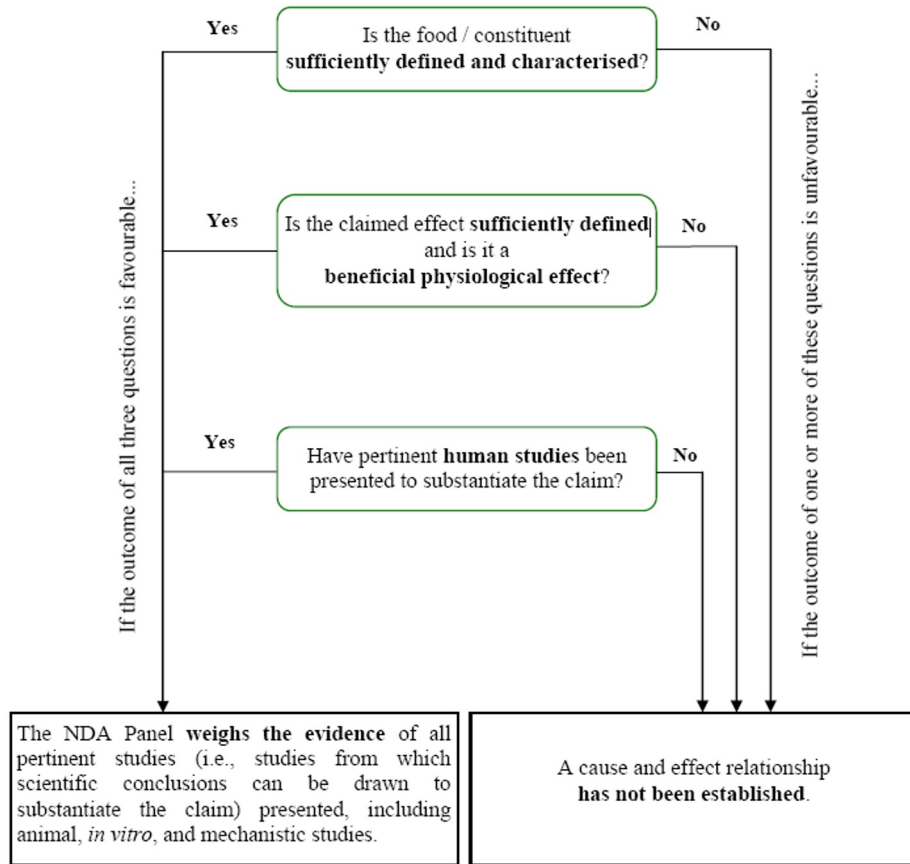 Yes
Is the food / constituent
sufficiently defined and characterised?
No
Yes
Is the claimed effect sufficiently defined
and is it a
beneficial physiological effect?
No
Yes
Have pertinent human studies been
presented to substantiate the claim?
No
If the outcome of all three questions is favourable...
If the outcome of one or more of these questions is unfavourable...
The NDA Panel weighs the evidence of all
pertinent studies (i.e., studies from which
scientific conclusions can be drawn to
substantiate the claim) presented, including
animal, in vitro, and mechanistic studies.
A cause and effect relationship
has not been established.